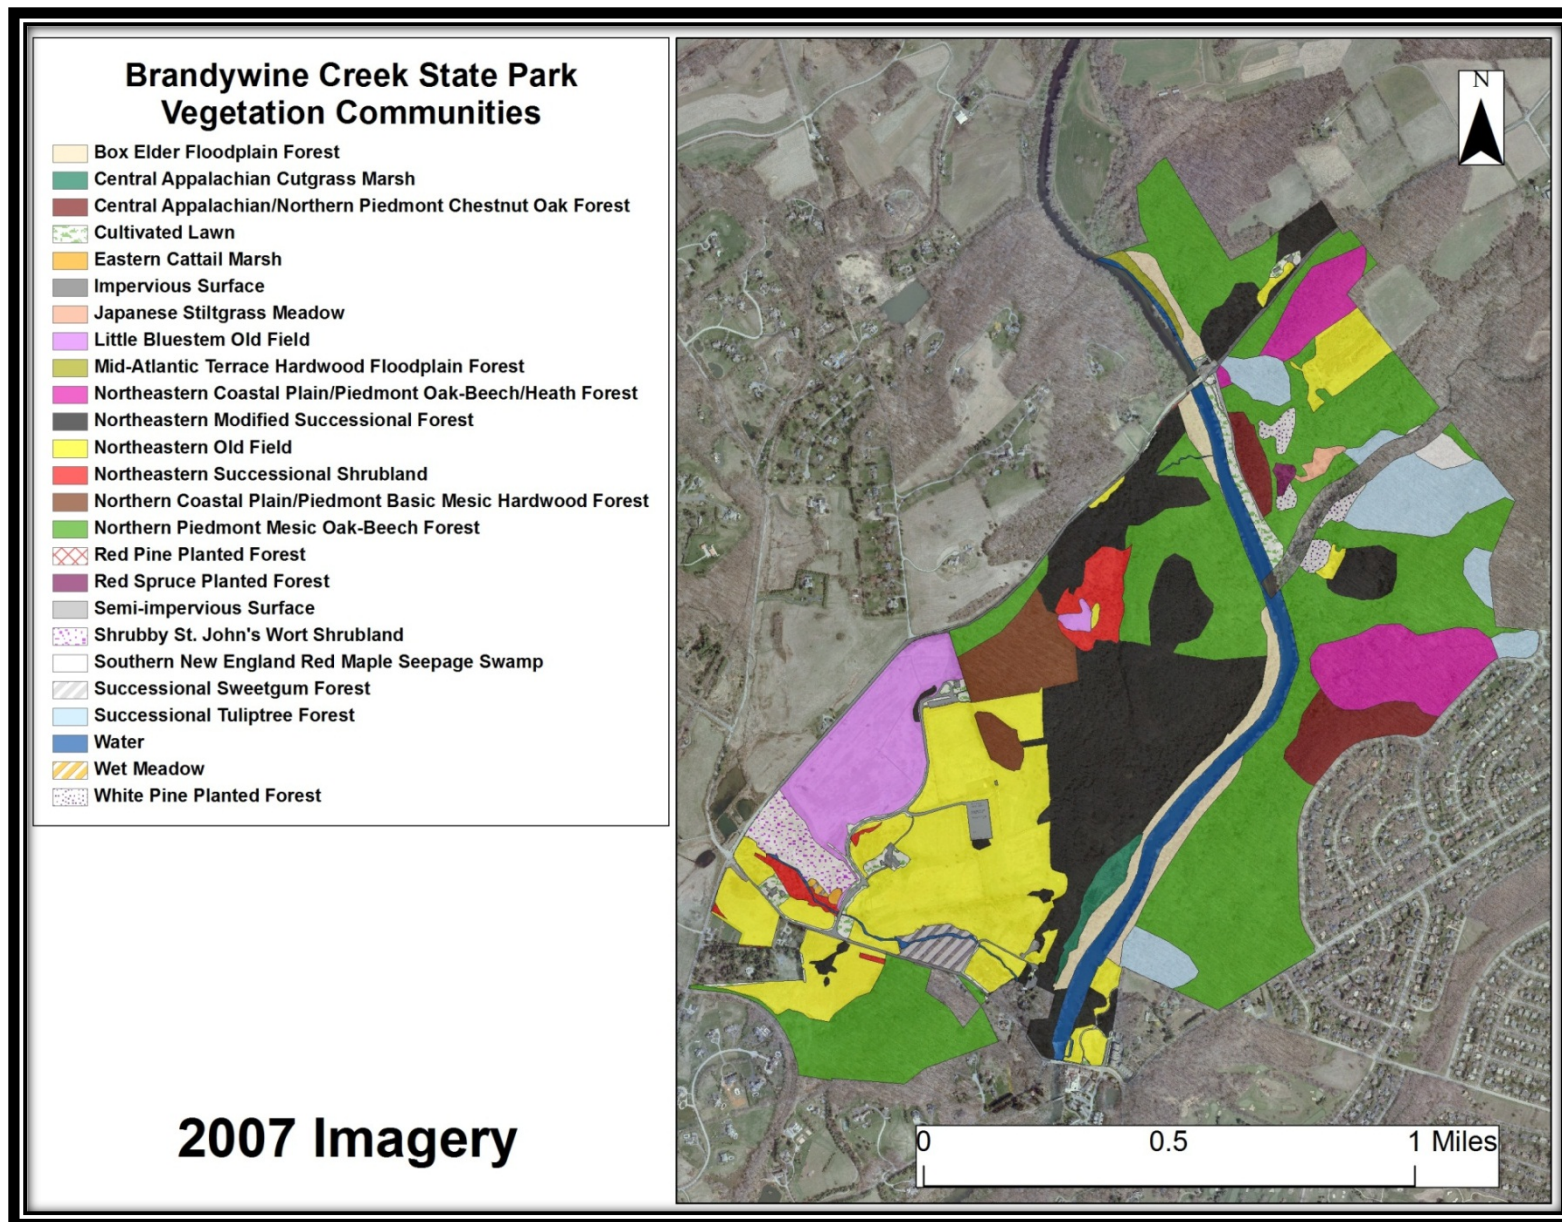 Brandywine Creek State Park
Vegetation Communities
Box Elder Floodplain Forest
Central Appalachian Cutgrass Marsh
Central Appalachian/Northern Piedmont Chestnut Oak Forest
Cultivated Lawn
Eastern Cattail Marsh
Impervious Surface
Japanese Stiltgrass Meadow
Little Bluestem Old Field
Mid-Atlantic Terrace Hardwood Floodplain Forest
Northeastern Coastal Plain/Piedmont Oak-Beech/Heath Forest
Northeastern Modified Successional Forest
Northeastern Old Field
Northeastern Successional Shrubland
Northern Coastal Plain/Piedmont Basic Mesic Hardwood Forest
Northern Piedmont Mesic Oak-Beech Forest
Red Pine Planted Forest
Red Spruce Planted Forest
Semi-impervious Surface
Shrubby St. John's Wort Shrubland
Southern New England Red Maple Seepage Swamp
Successional Sweetgum Forest
Successional Tuliptree Forest
Water
Wet Meadow
White Pine Planted Forest
2007 Imagery
N
0 0.5 1 Miles